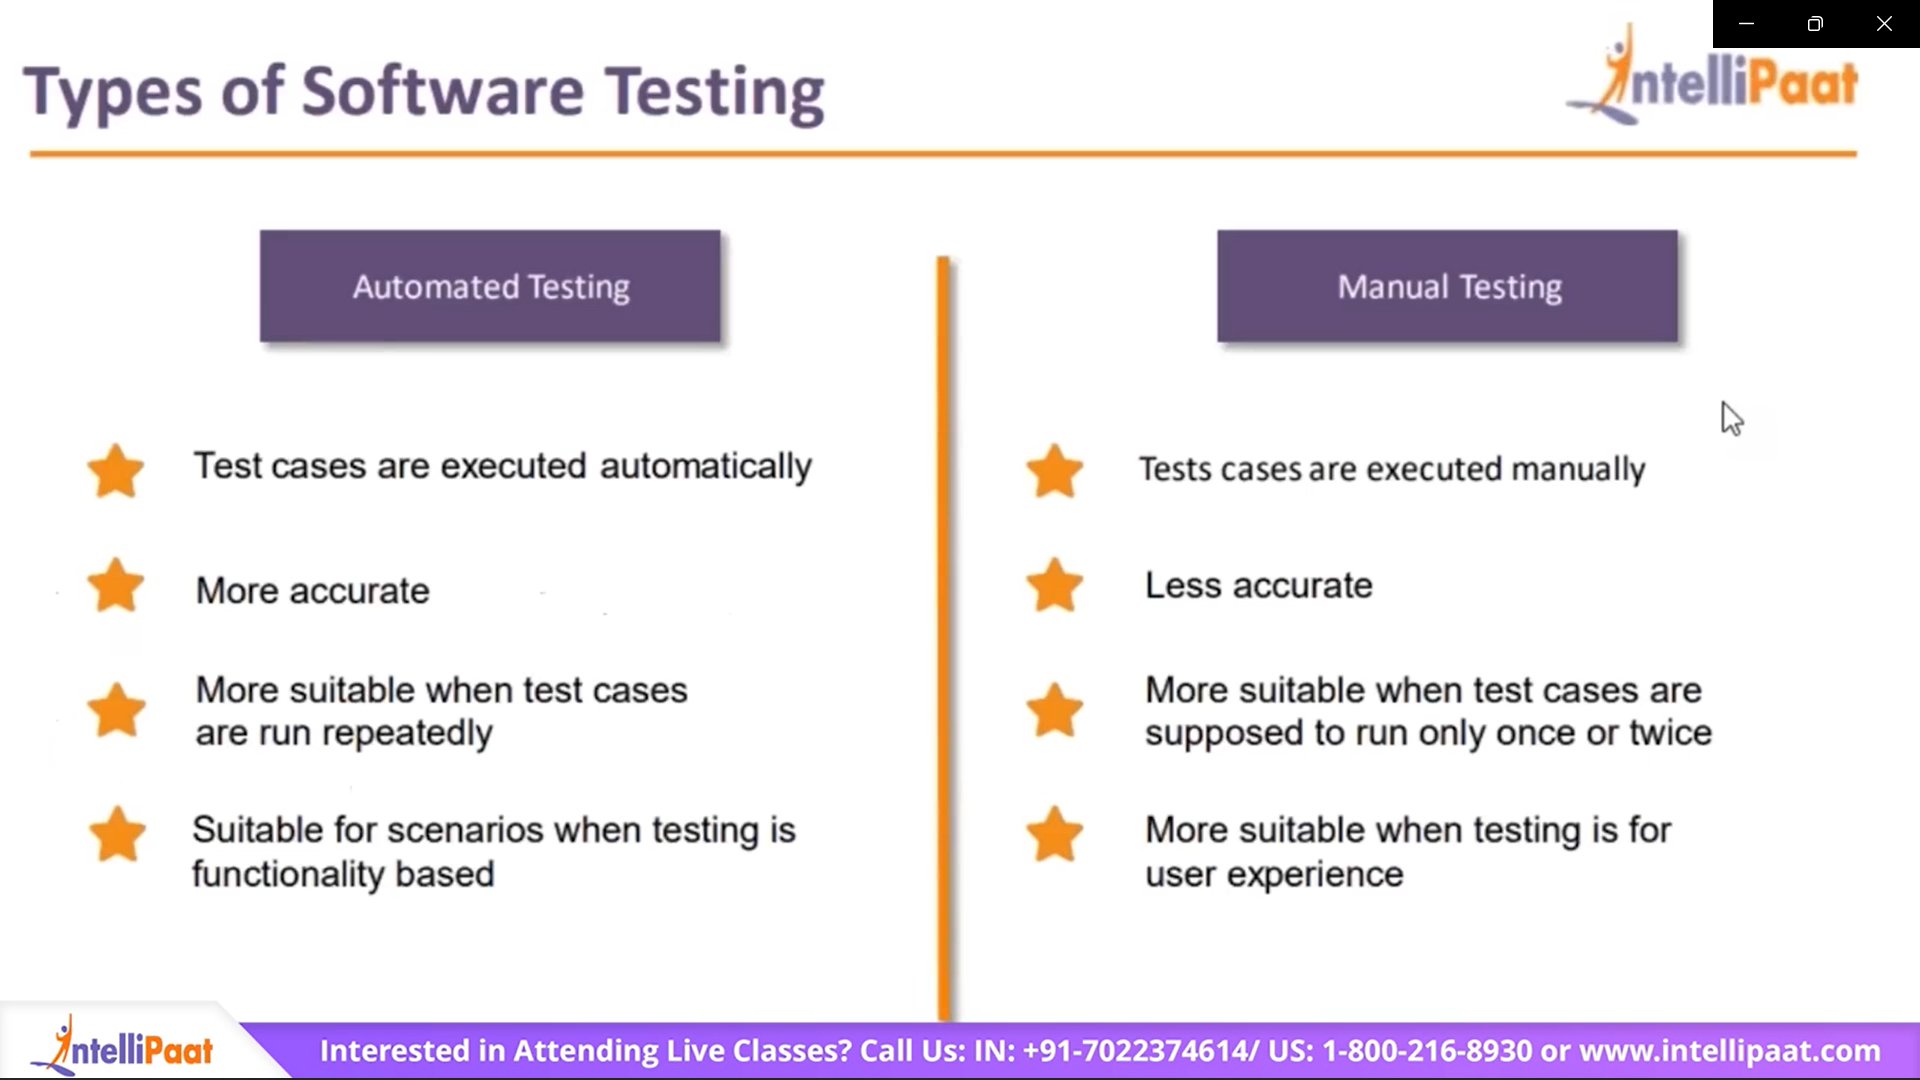 Types of Software Testing
IntelliPaat
Automated Testing
Test cases are executed automatically
More accurate
More suitable when test cases
are run repeatedly
Suitable for scenarios when testing is
functionality based
Manual Testing
Tests cases are executed manually
Less accurate
More suitable when test cases are
supposed to run only once or twice
More suitable when testing is for
user experience
IntelliPaat
Interested in Attending Live Classes? Call Us: IN: +91-7022374614/ US: 1-800-216-8930 or www.intellipaat.com